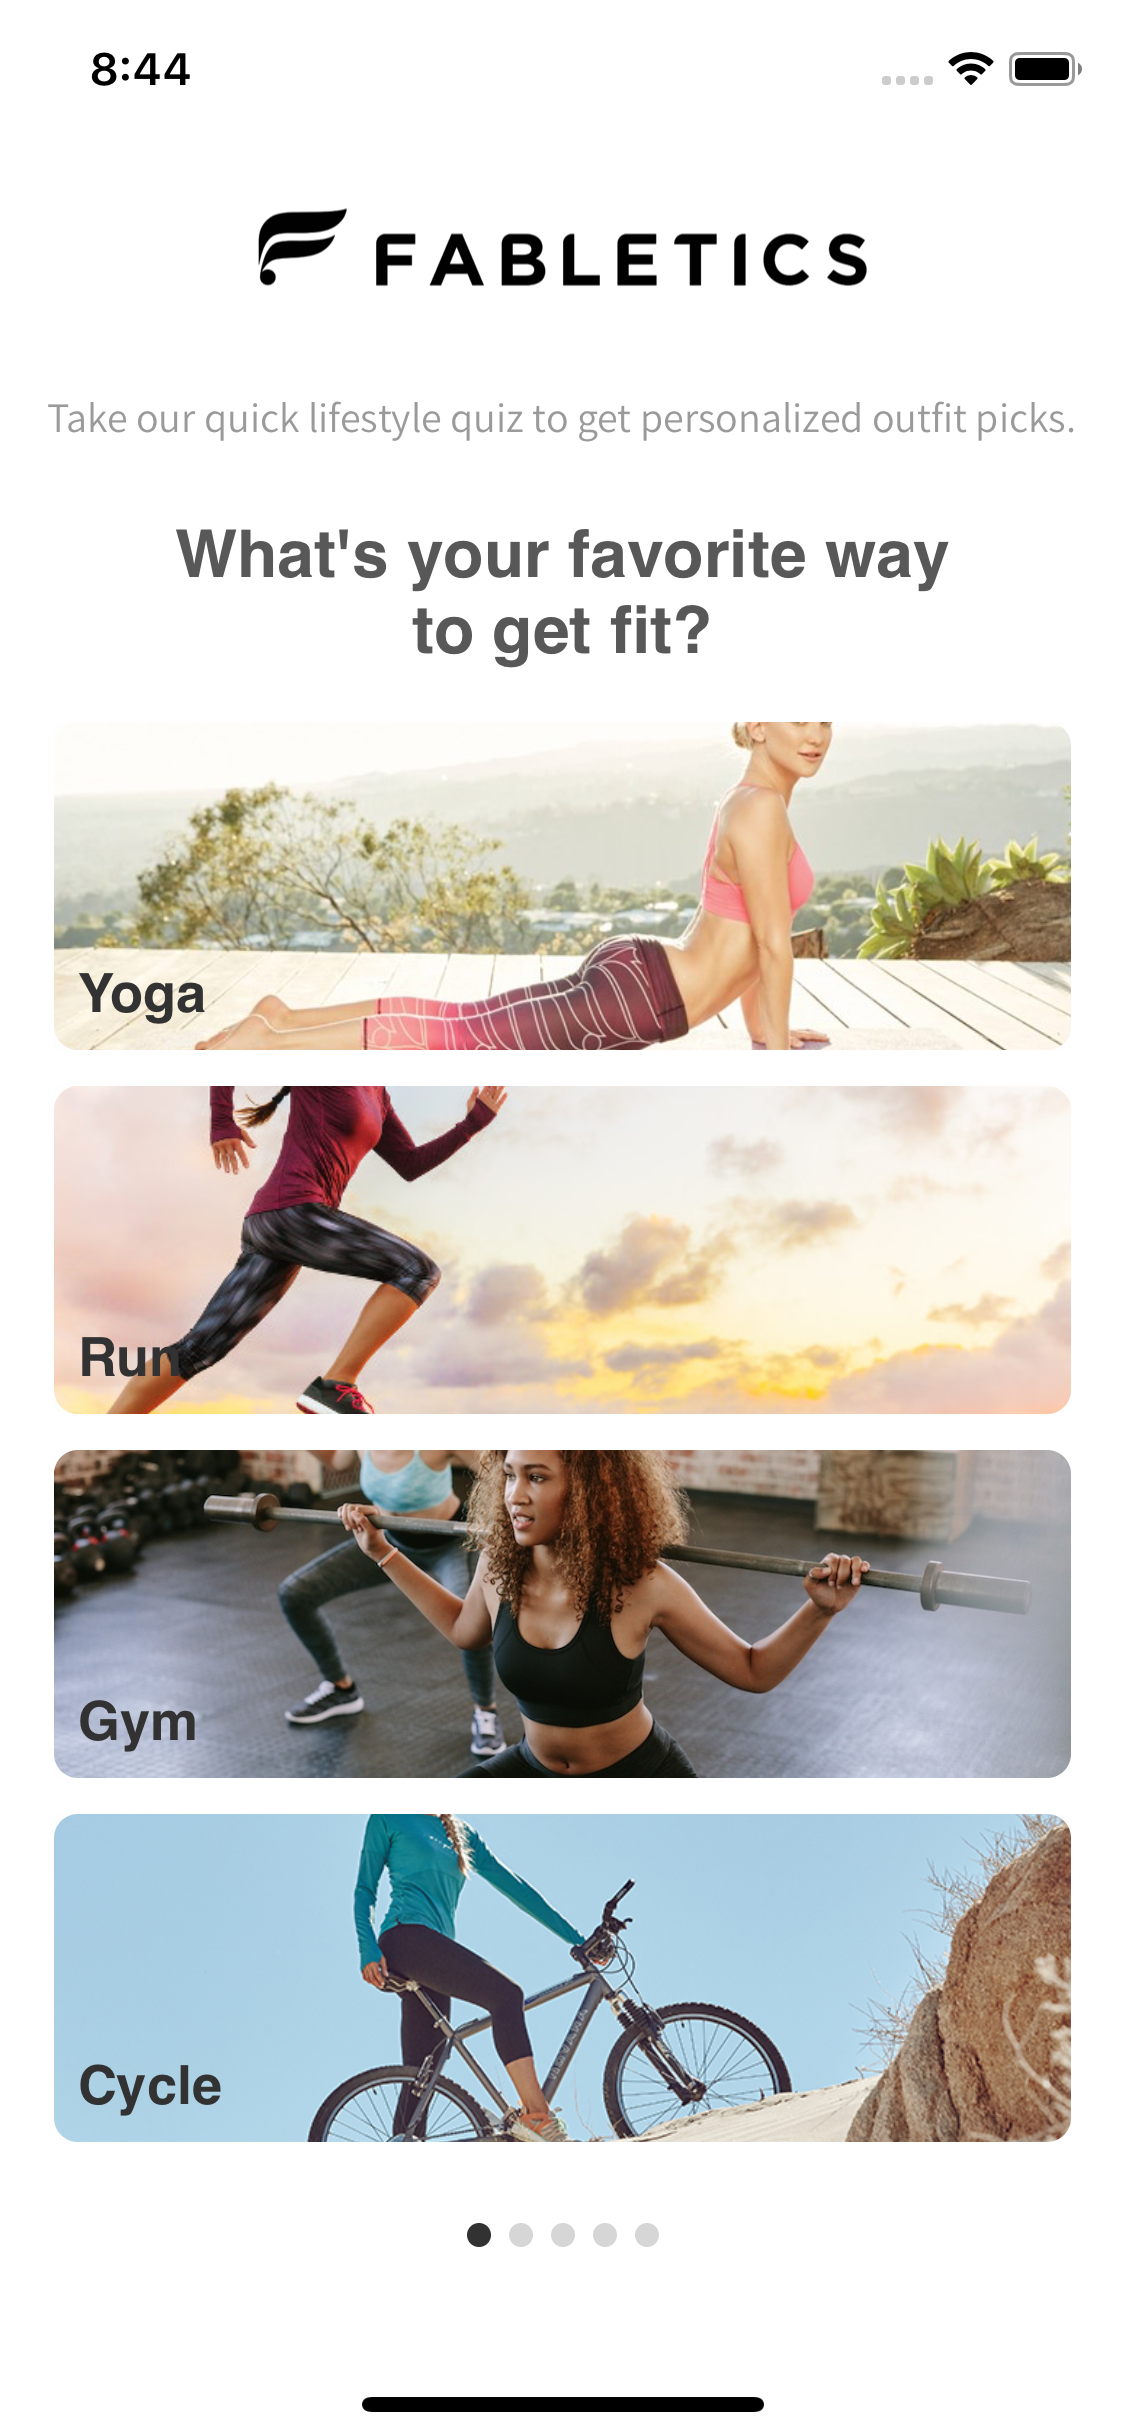 8:44
FABLETICS
Take our quick lifestyle quiz to get personalized outfit picks.
What's your favorite way
to get fit?
Yoga
Run
Gym
Cycle